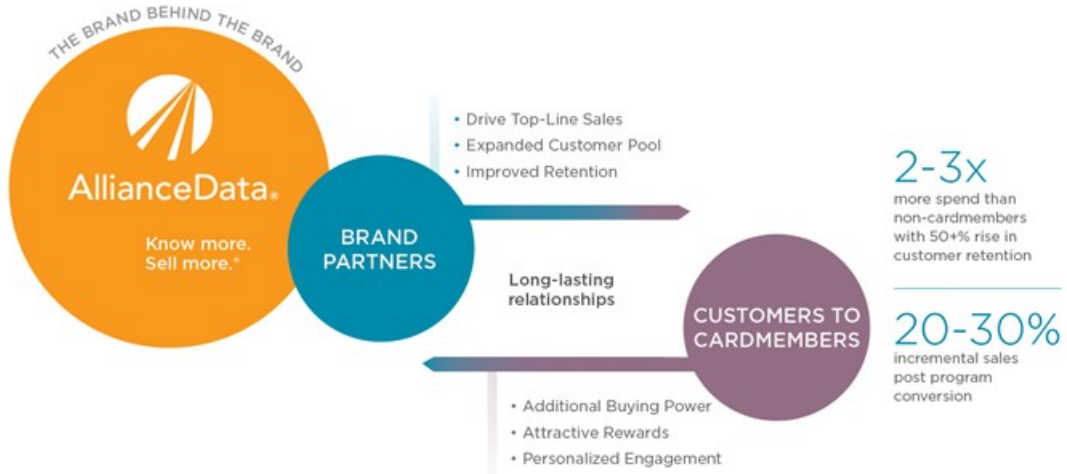 THE BRAND BEHIND THE BRAND
AllianceData®
Know more.
Sell more.®
BRAND
PARTNERS
• Drive Top-Line Sales
• Expanded Customer Pool
• Improved Retention
Long-lasting
relationships
CUSTOMERS TO
CARDMEMBERS
• Additional Buying Power
• Attractive Rewards
• Personalized Engagement
2-3x
more spend than
non-cardmembers
with 50+% rise in
customer retention
20-30%
incremental sales
post program
conversion